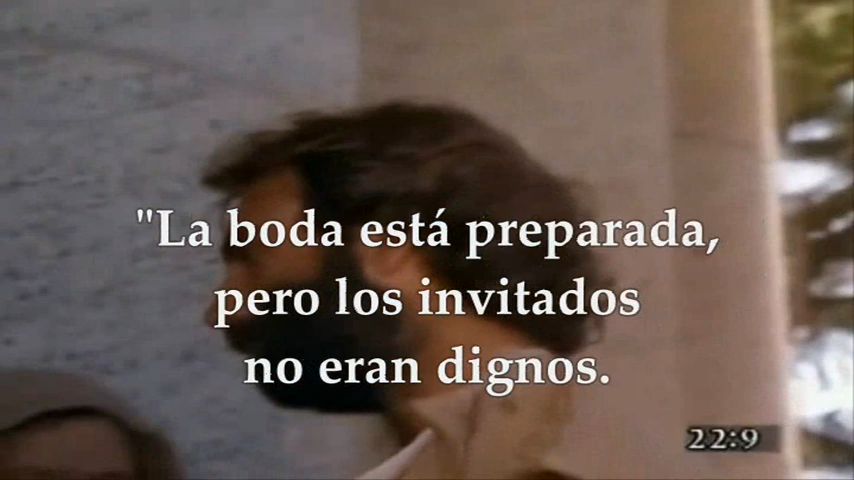 "La boda está preparada,
pero los invitados
no eran dignos.
22:9